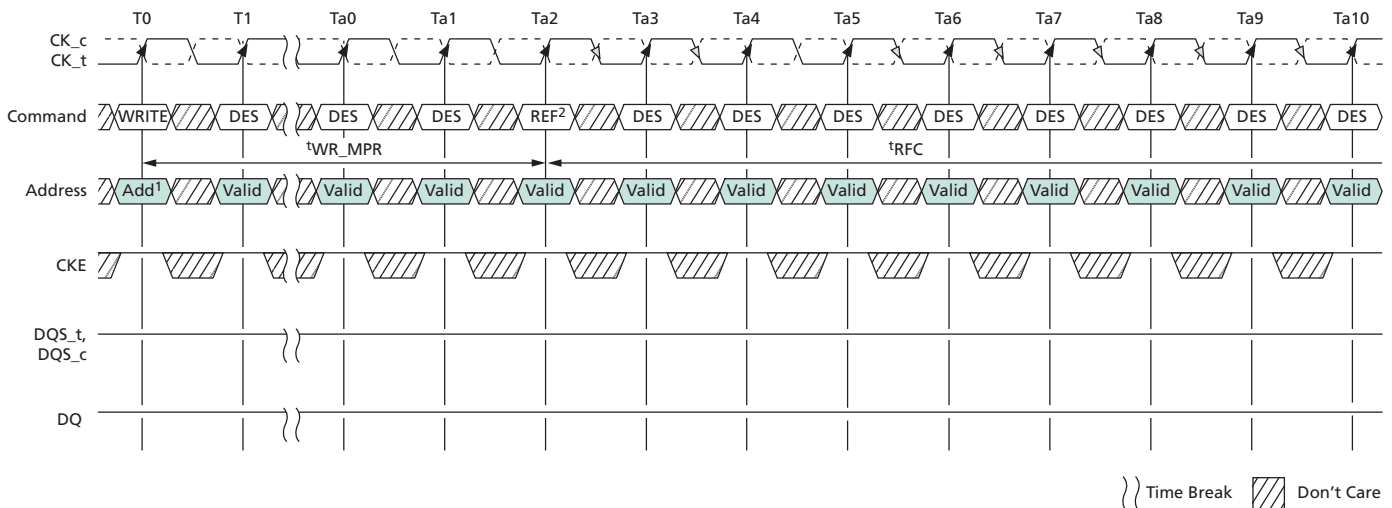 T0 T1 Ta0 Ta1 Ta2 Ta3 Ta4 Ta5 Ta6 Ta7 Ta8 Ta9 Ta10
CK_c
CK_t
Command WRITE DES DES DES REF² DES DES DES DES DES DES DES DES
ᵗWR_MPR ᵗRFC
Address Add¹ Valid Valid Valid Valid Valid Valid Valid Valid Valid Valid Valid Valid
CKE
DQS_t,
DQS_c
DQ
Time Break Don't Care